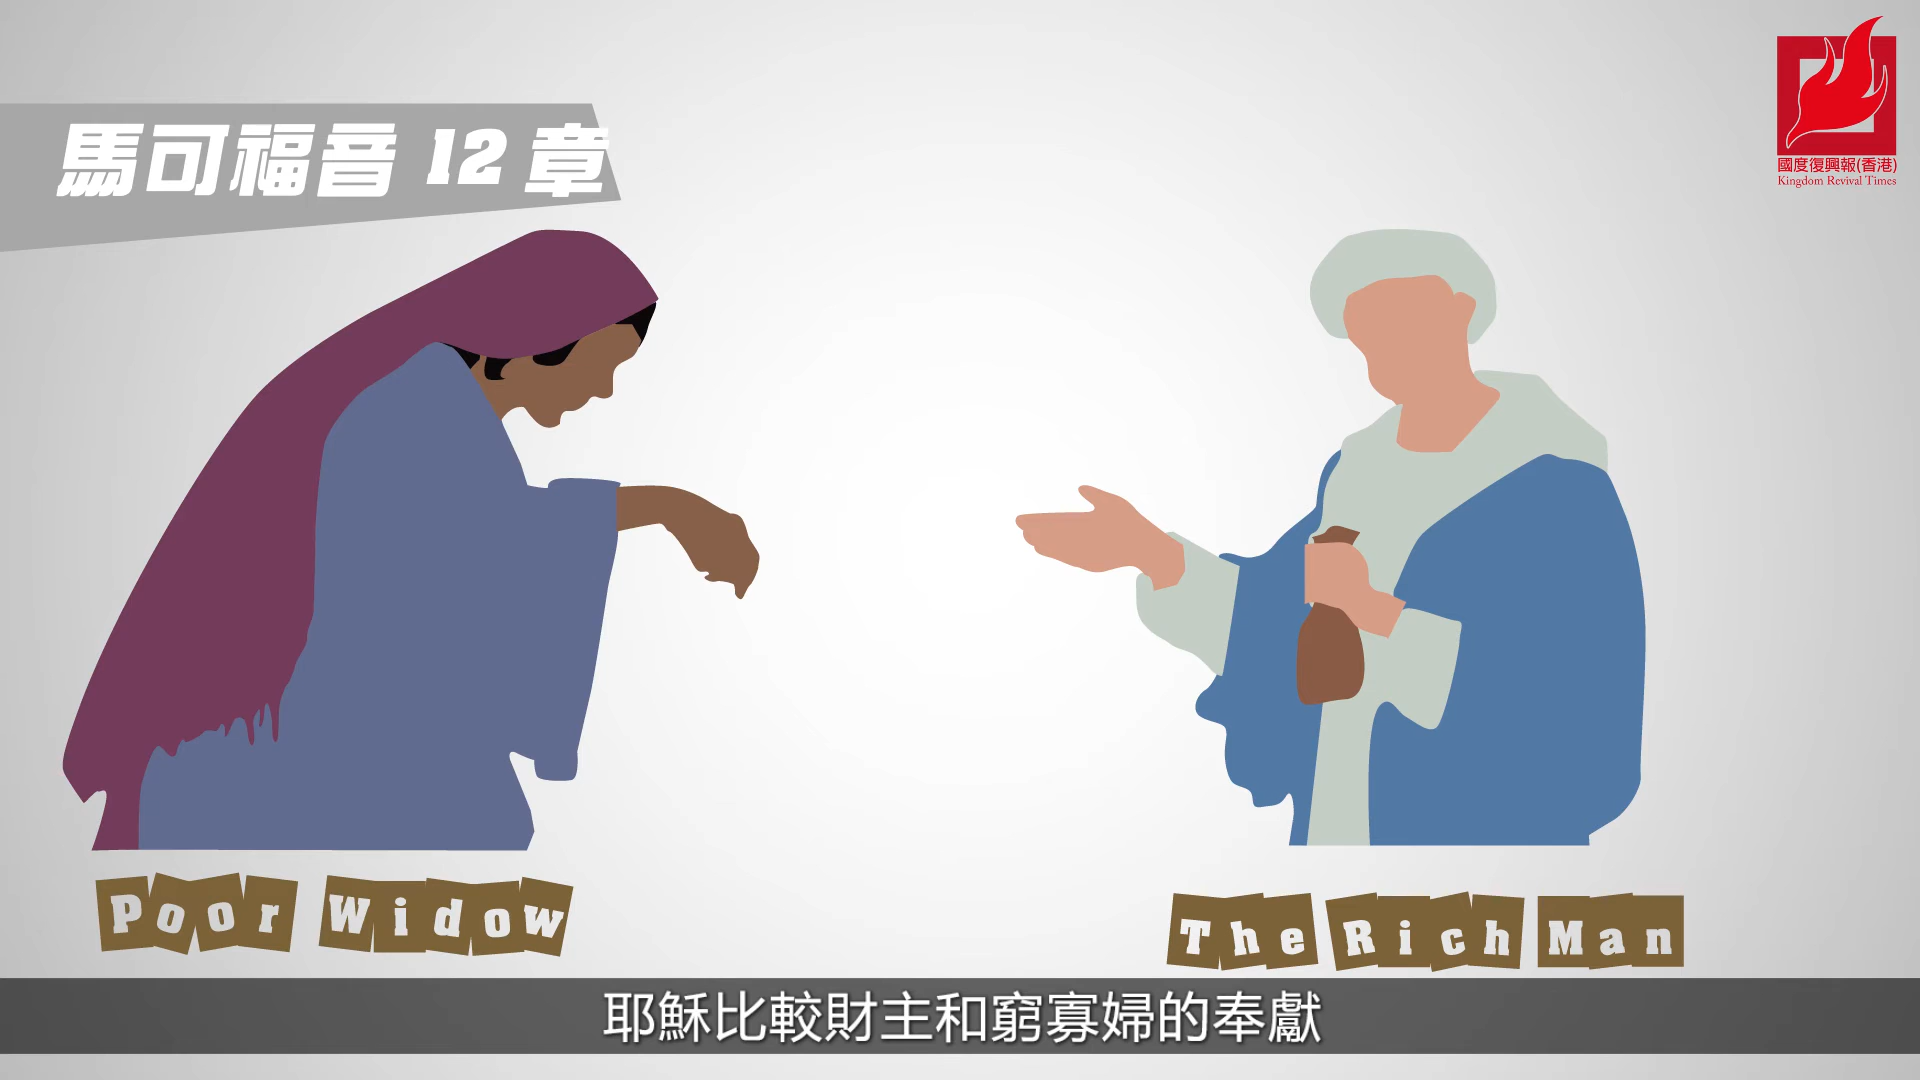 國度復興報(香港)
Kingdom Revival Times
馬可福音 12 章
Poor Widow
The Rich Man
耶穌比較財主和窮寡婦的奉獻